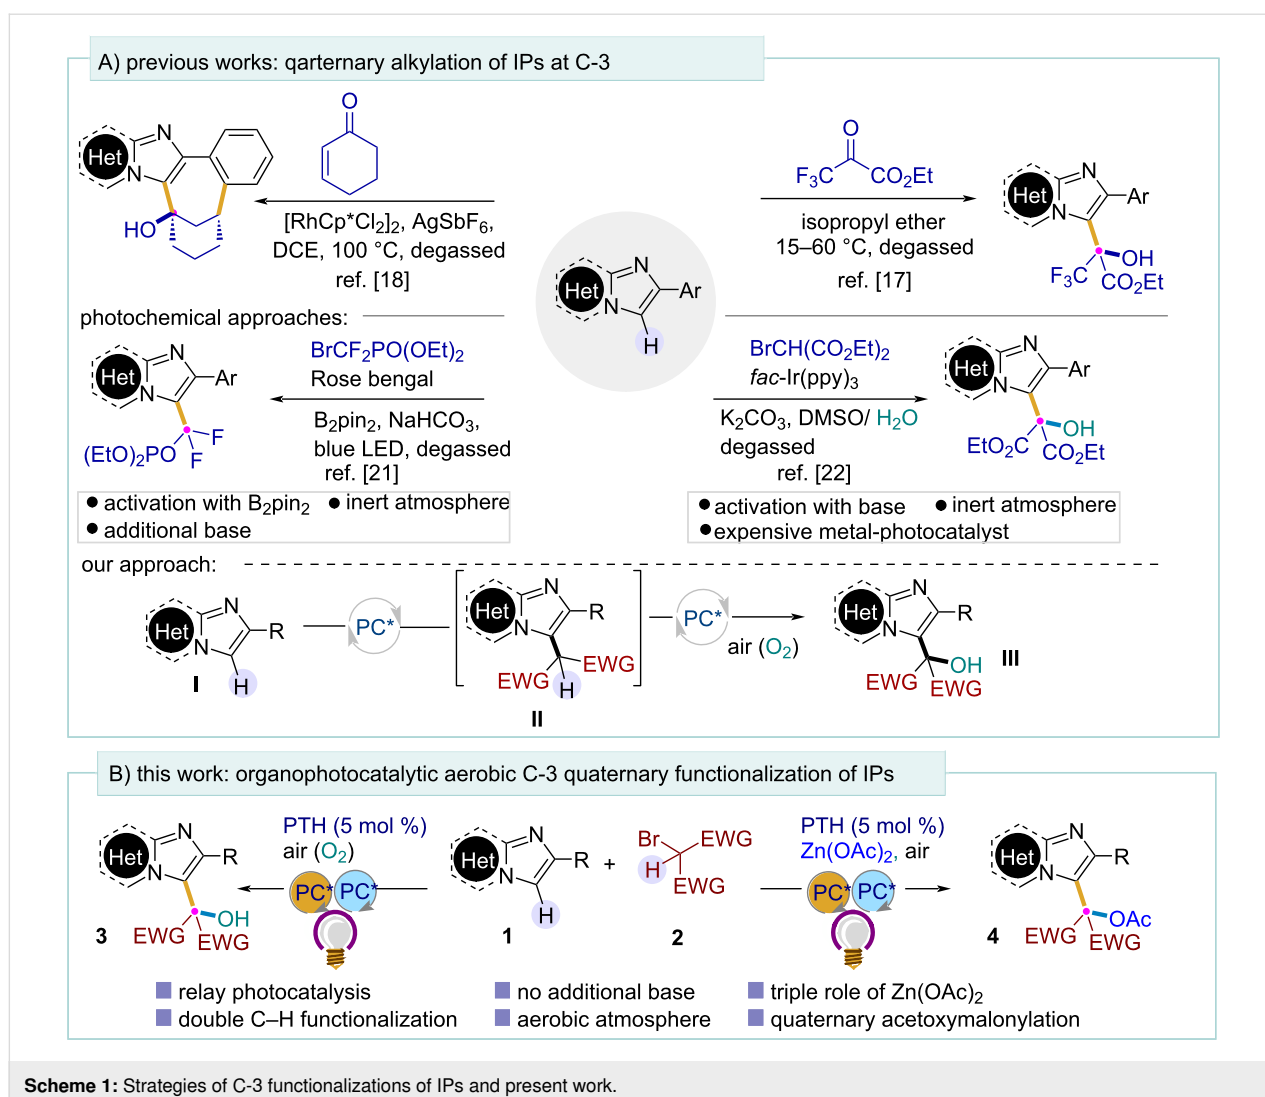 A) previous works: qarternary alkylation of IPs at C-3
Het
N
N
HO
O
[RhCp*Cl2]2, AgSbF6,
DCE, 100 °C, degassed
ref. [18]
Het
N
N
Ar
H
O
F3C
CO2Et
isopropyl ether
15–60 °C, degassed
ref. [17]
Het
N
N
Ar
OH
F3C
CO2Et
photochemical approaches:
Het
N
N
Ar
F
F
(EtO)2PO
BrCF2PO(OEt)2
Rose bengal
B2pin2, NaHCO3,
blue LED, degassed
ref. [21]
BrCH(CO2Et)2
fac-Ir(ppy)3
K2CO3, DMSO/ H2O
degassed
ref. [22]
Het
N
N
Ar
OH
EtO2C
CO2Et
● activation with B2pin2 ● inert atmosphere
● additional base
● activation with base ● inert atmosphere
● expensive metal-photocatalyst
our approach:
Het
N
N
R
H
I
PC*
Het
N
N
R
EWG
EWG
H
II
PC*
air (O2)
Het
N
N
R
OH
EWG
EWG
III
B) this work: organophotocatalytic aerobic C-3 quaternary functionalization of IPs
Het
N
N
R
OH
EWG
EWG
3
PTH (5 mol %)
air (O2)
PC* PC*
Het
N
N
R
H
1
+
Br
EWG
H
EWG
2
PTH (5 mol %)
Zn(OAc)2, air
PC* PC*
Het
N
N
R
OAc
EWG
EWG
4
relay photocatalysis
double C–H functionalization
no additional base
aerobic atmosphere
triple role of Zn(OAc)2
quaternary acetoxymalonylation
Scheme 1: Strategies of C-3 functionalizations of IPs and present work.